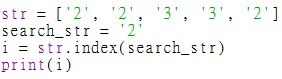 str = ['2', '2', '3', '3', '2']
search_str = '2'
i = str.index(search_str)
print(i)